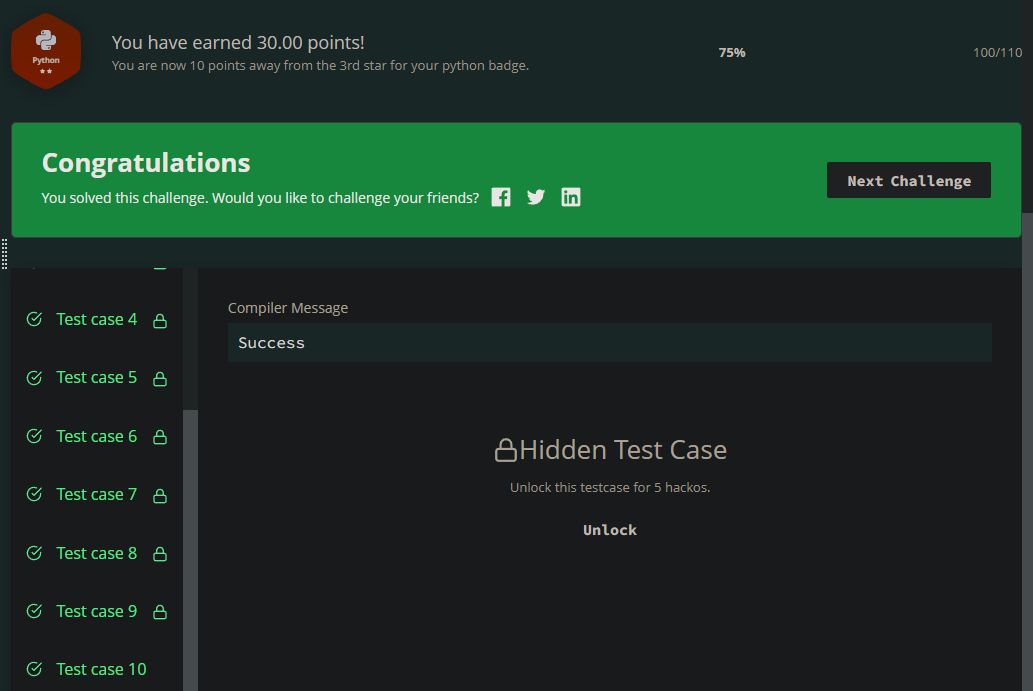 Python
You have earned 30.00 points!
You are now 10 points away from the 3rd star for your python badge.
75%
100/110
Congratulations
You solved this challenge. Would you like to challenge your friends?
Next Challenge
Test case 4
Test case 5
Test case 6
Test case 7
Test case 8
Test case 9
Test case 10
Compiler Message
Success
Hidden Test Case
Unlock this testcase for 5 hackos.
Unlock